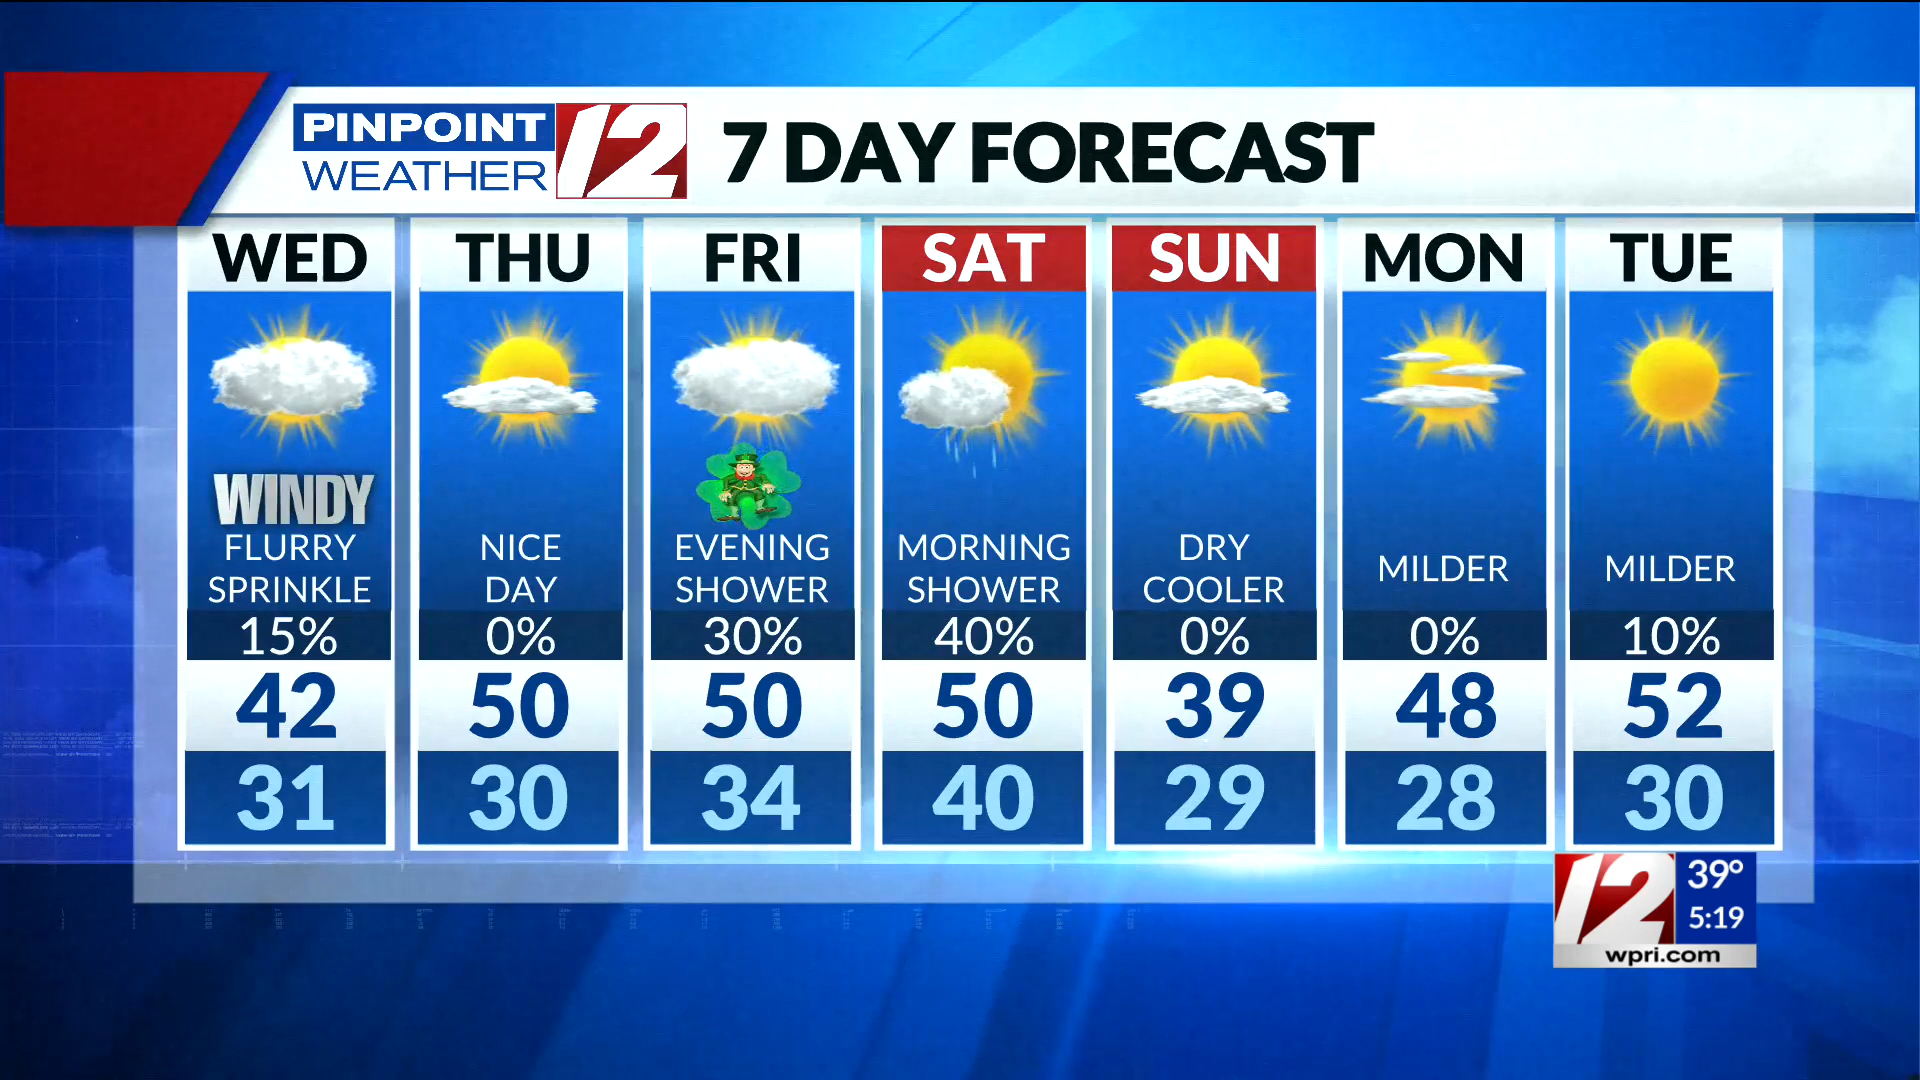 PINPOINT
WEATHER
12
7 DAY FORECAST
WED
THU
FRI
SAT
SUN
MON
TUE
WINDY
FLURRY
SPRINKLE
NICE
DAY
EVENING
SHOWER
MORNING
SHOWER
DRY
COOLER
MILDER
MILDER
15%
0%
30%
40%
0%
0%
10%
42
50
50
50
39
48
52
31
30
34
40
29
28
30
12
39°
5:19
wpri.com